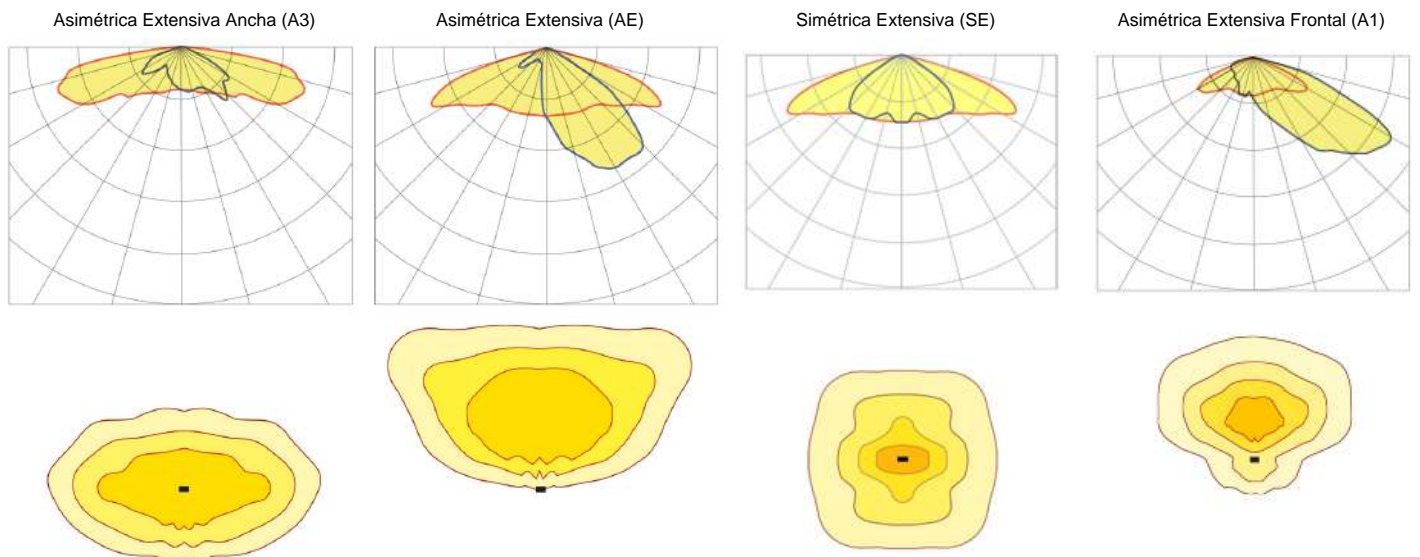 Asimétrica Extensiva Ancha (A3)
Asimétrica Extensiva (AE)
Simétrica Extensiva (SE)
Asimétrica Extensiva Frontal (A1)